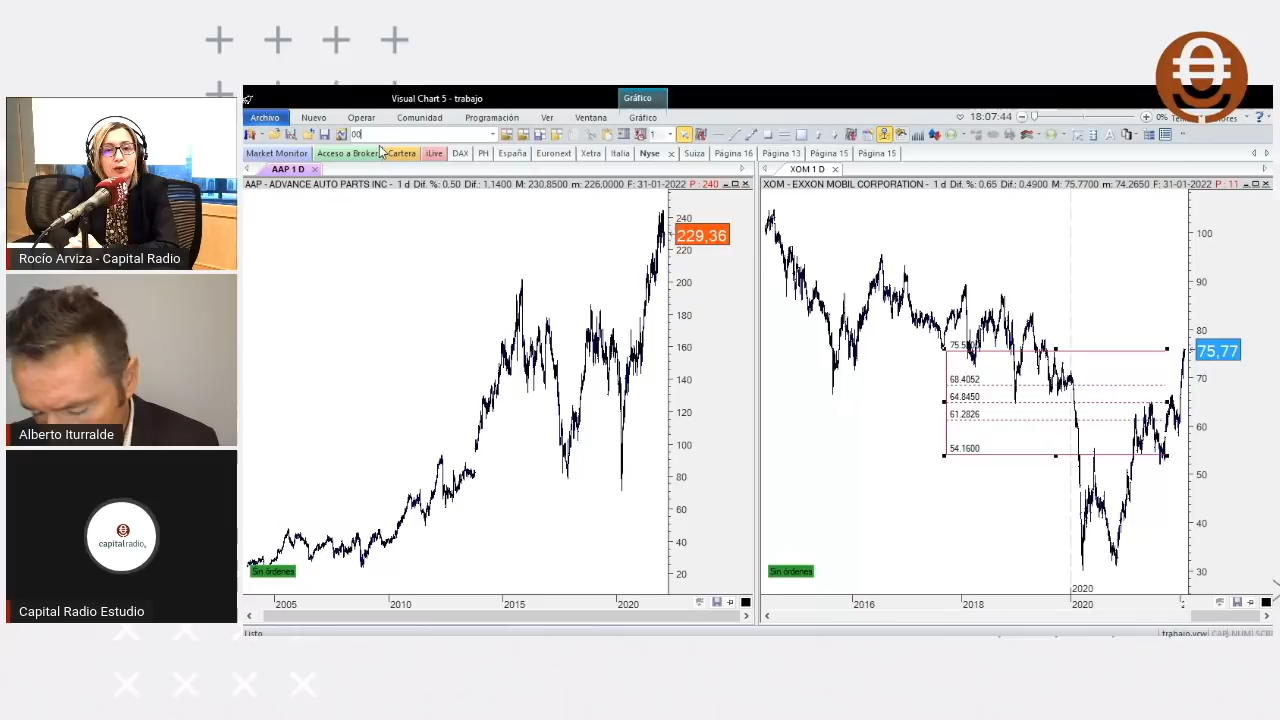 Visual Chart 5 - trabajo
Gráfico
Archivo Nuevo Operar Comunidad Programación Ver Ventana Gráfico 18:07:44 0%
00 1
Market Monitor Acceso a Broker Cartera iLive DAX PH España Euronext Xetra Italia Nyse x Suiza Página 16 Página 13 Página 15 Página 15
AAP 1 D
XOM 1 D
AAP - ADVANCE AUTO PARTS INC - 1 d Dif. %: 0.50 Dif.: 1.1400 M: 230.8500 m: 226.0000 F: 31-01-2022 P : 240
XOM - EXXON MOBIL CORPORATION - 1 d Dif. %: 0.65 Dif.: 0.4900 M: 75.7700 m: 74.2650 F: 31-01-2022 P : 11
240
229,36
220
200
180
160
140
120
100
80
60
40
20
Sin órdenes
2005 2010 2015 2020
100
90
80
75,77
70
60
50
40
30
68.4052
64.8450
61.2826
54.1600
Sin órdenes
2020
2016 2018 2020
Listo
trabajo.vcw
Rocío Arviza - Capital Radio
Alberto Iturralde
capitalradio
Capital Radio Estudio